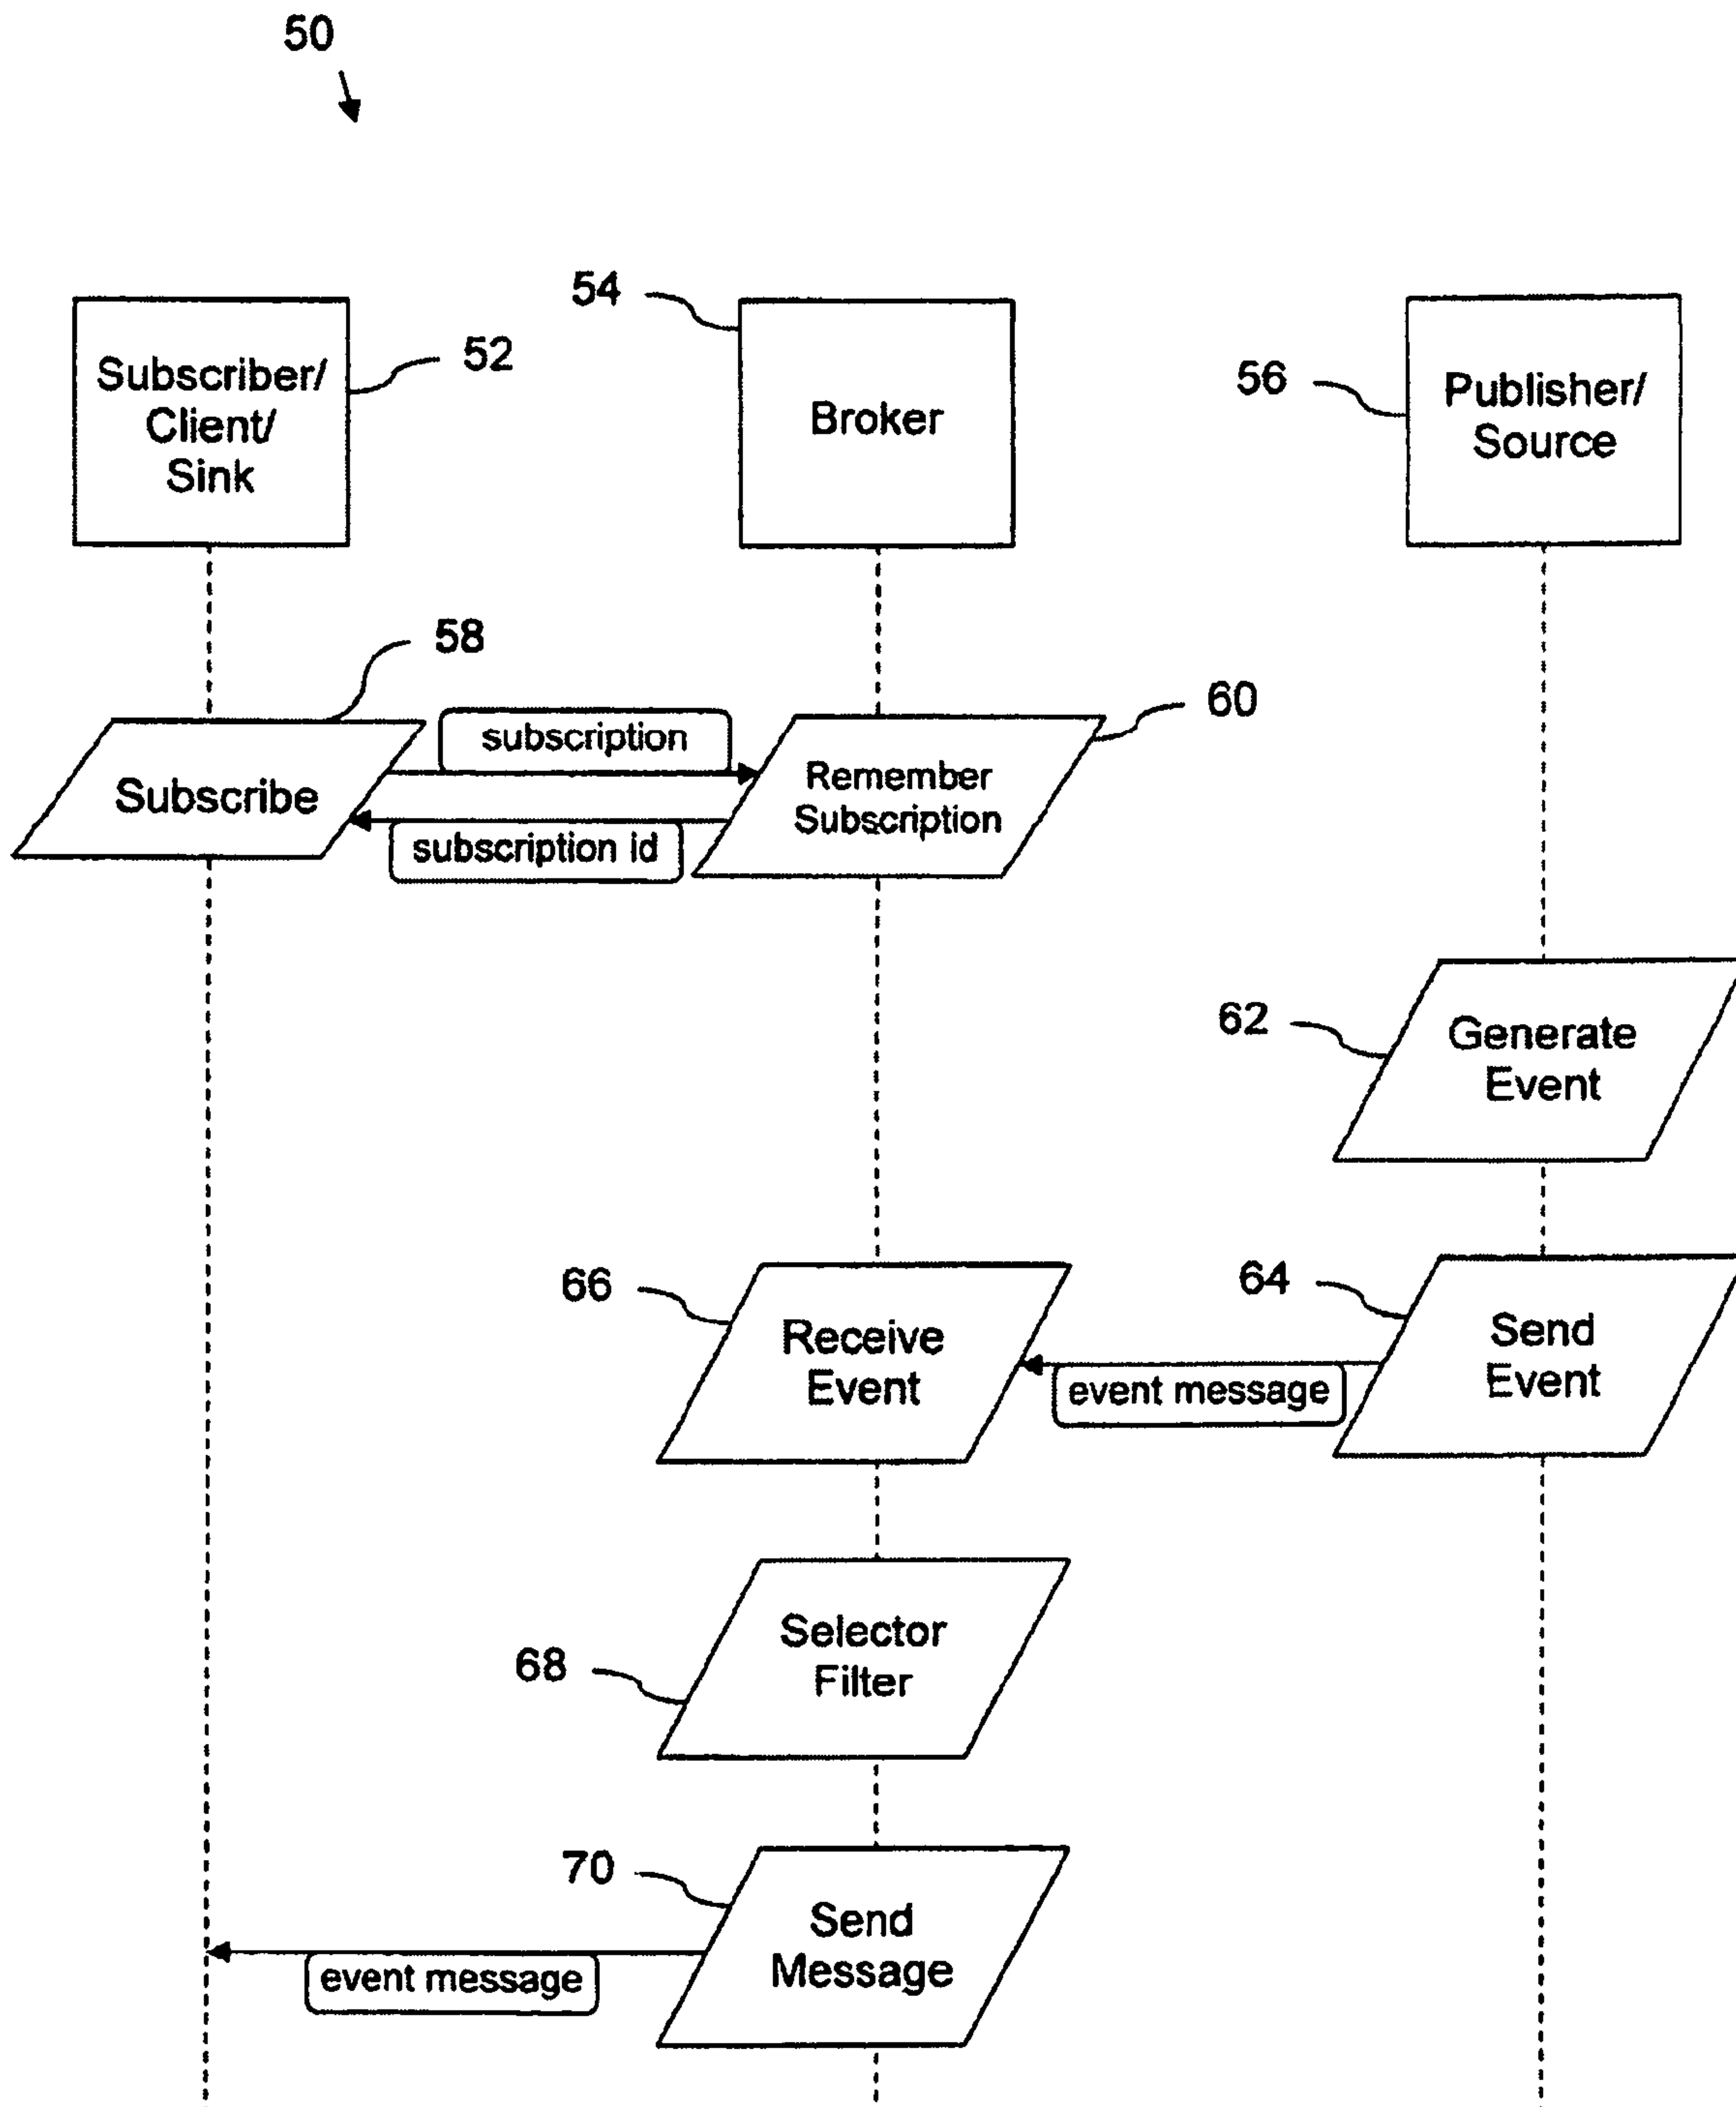 50
Subscriber/
Client/
Sink
52
54
Broker
56
Publisher/
Source
58
Subscribe
subscription
subscription id
Remember
Subscription
60
62
Generate
Event
64
Send
Event
event message
66
Receive
Event
68
Selector
Filter
70
Send
Message
event message